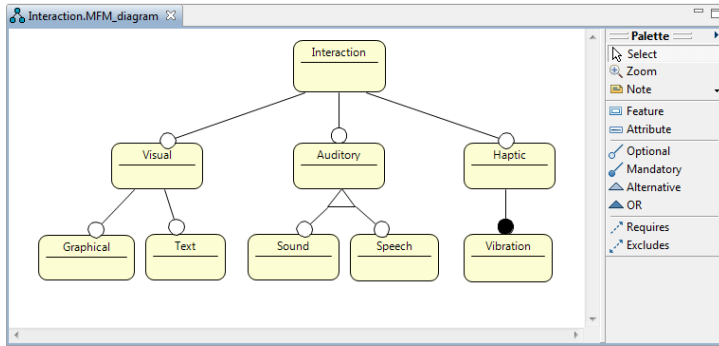 Interaction.MFM_diagram
Interaction
Visual
Auditory
Haptic
Graphical
Text
Sound
Speech
Vibration
Palette
Select
Zoom
Note
Feature
Attribute
Optional
Mandatory
Alternative
OR
Requires
Excludes